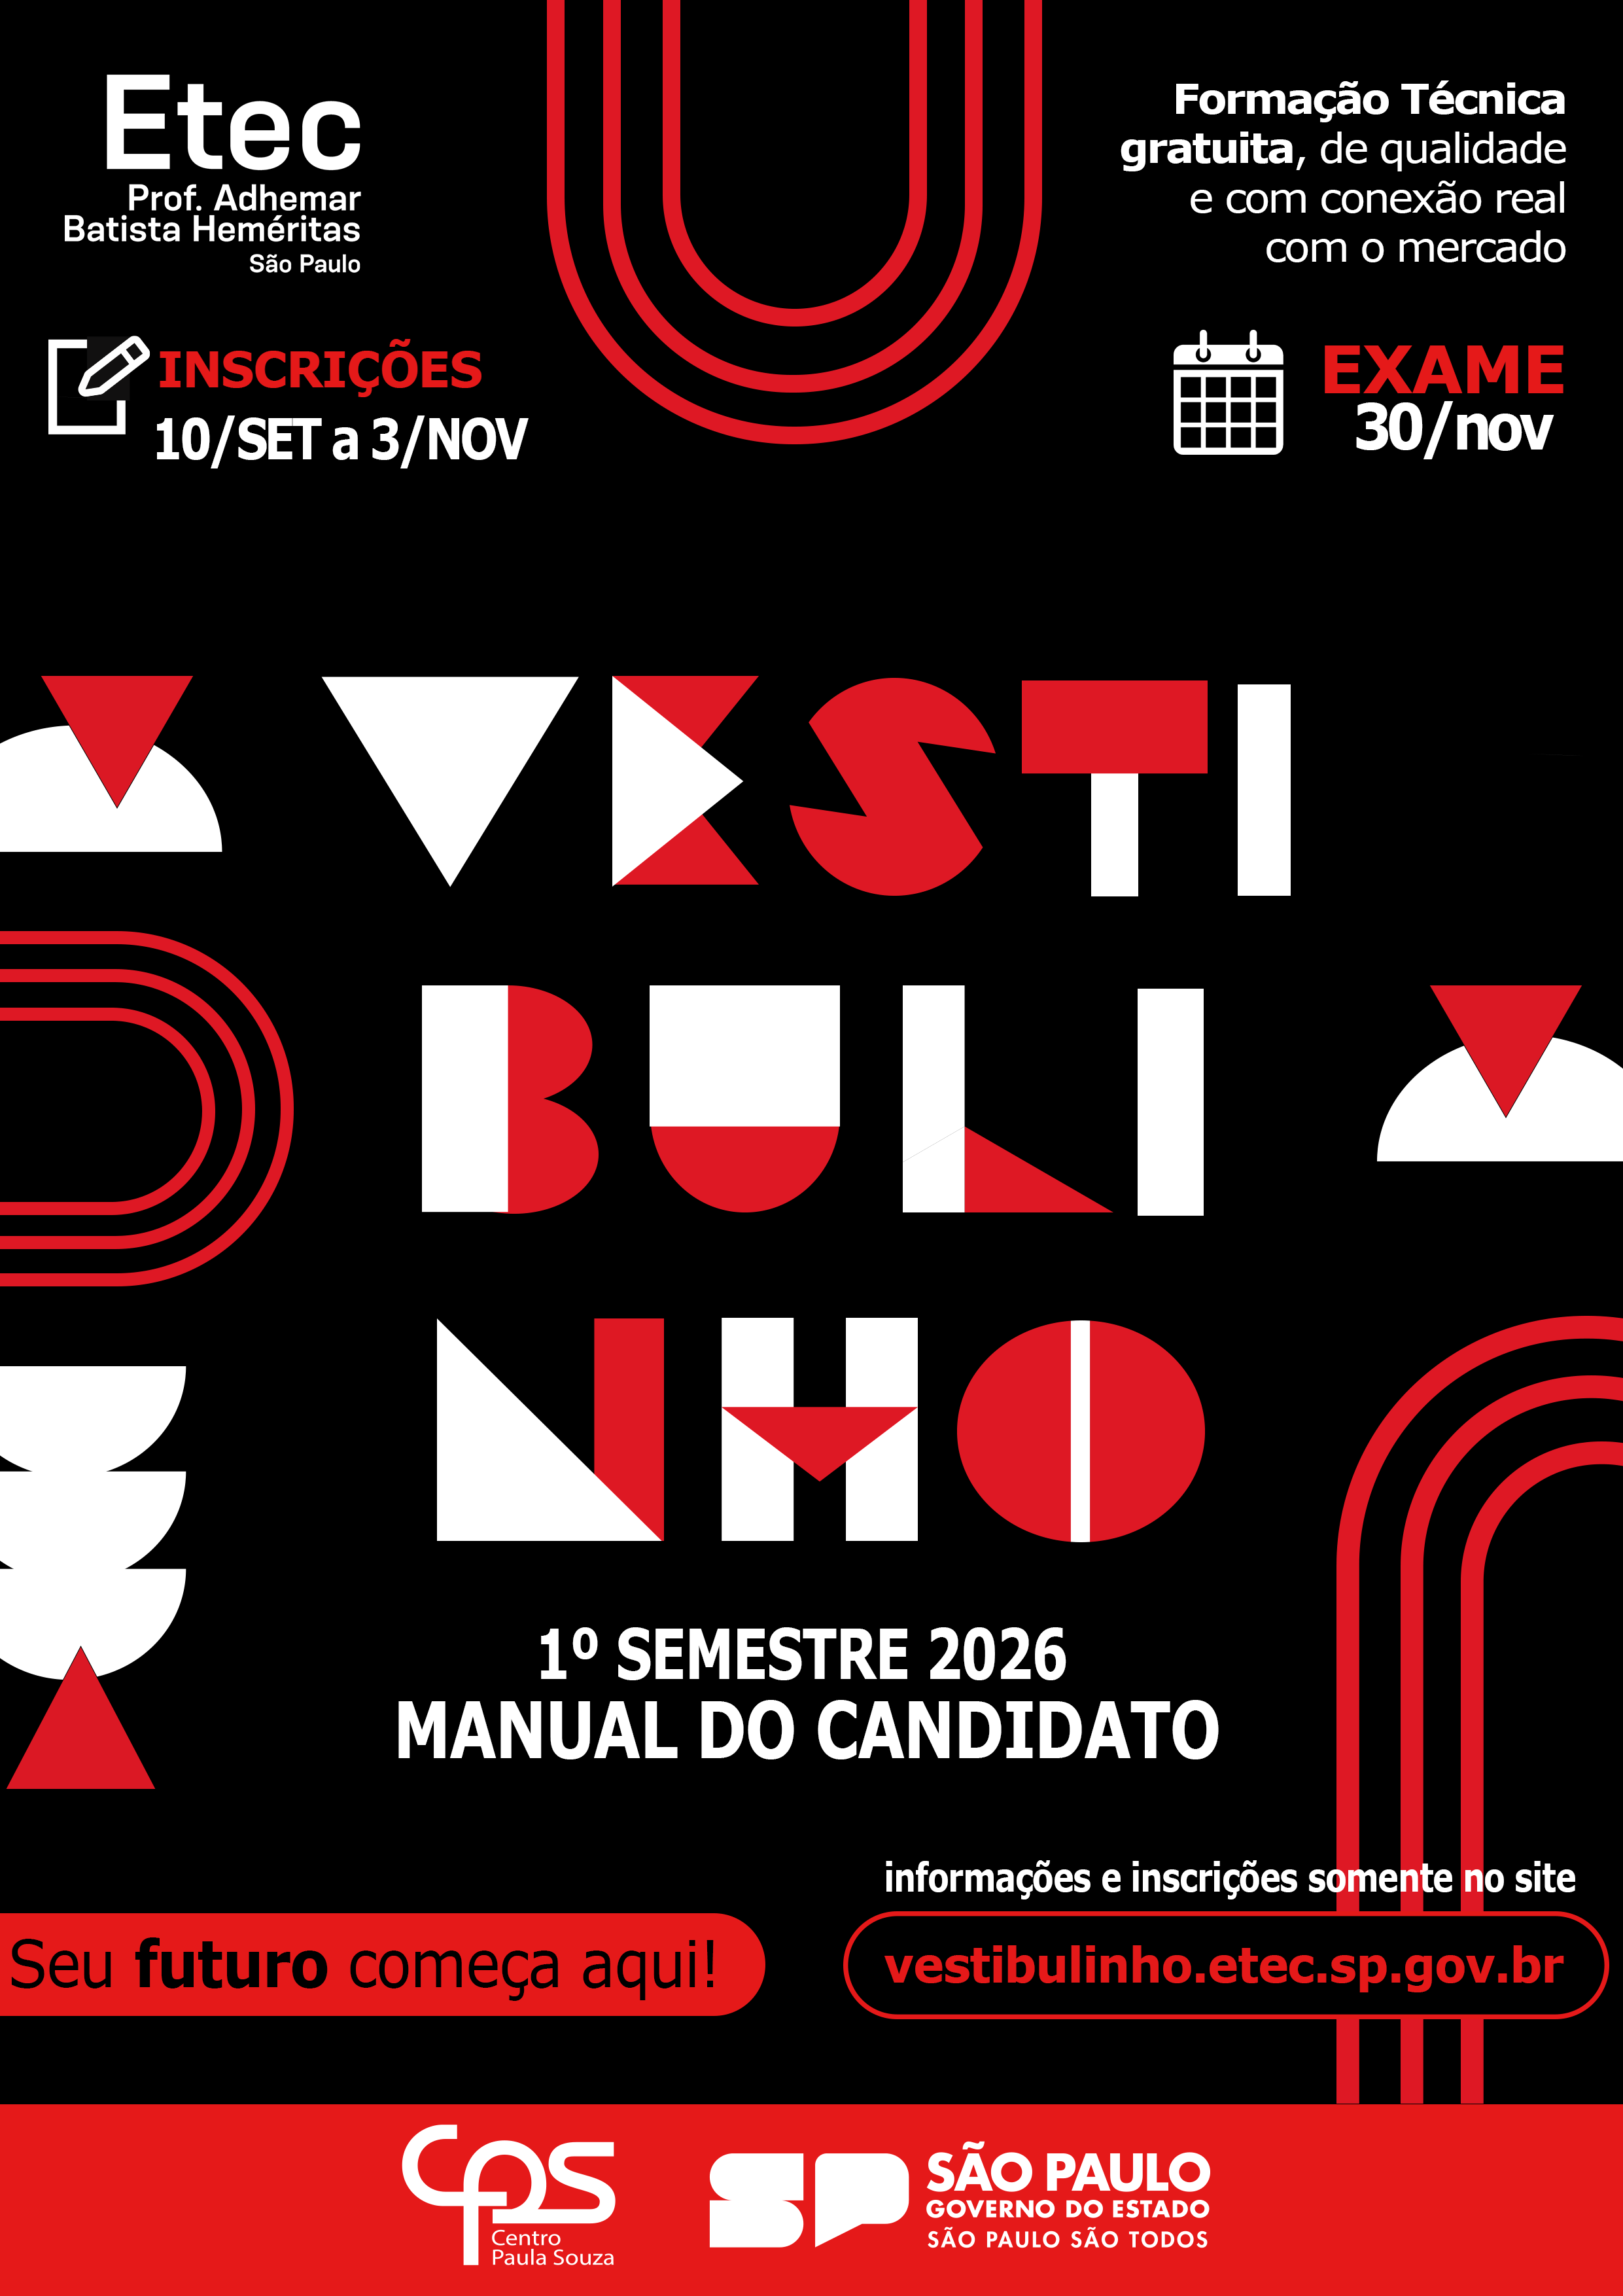 Etec
Prof. Adhemar
Batista Heméritas
São Paulo
Formação Técnica
gratuita, de qualidade
e com conexão real
com o mercado
INSCRIÇÕES
10/SET a 3/NOV
EXAME
30/nov
VESTI
BULI
NHO
1º SEMESTRE 2026
MANUAL DO CANDIDATO
informações e inscrições somente no site
Seu futuro começa aqui!
vestibulinho.etec.sp.gov.br
cps
Centro
Paula Souza
SP
SÃO PAULO
GOVERNO DO ESTADO
SÃO PAULO SÃO TODOS